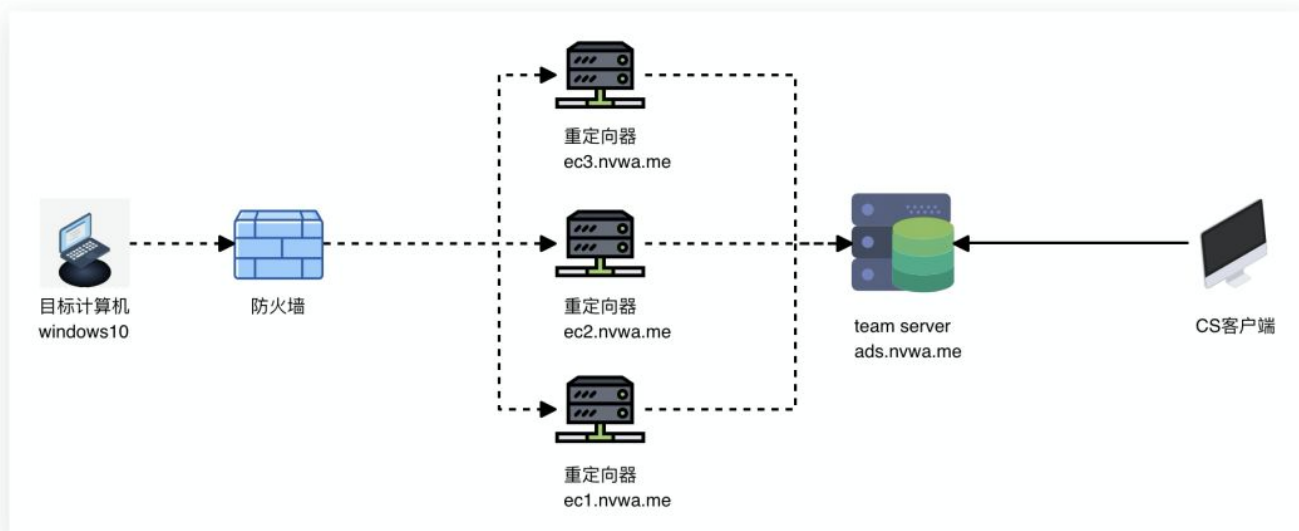 重定向器
ec3.nvwa.me
目标计算机
windows10
防火墙
重定向器
ec2.nvwa.me
team server
ads.nvwa.me
CS客户端
重定向器
ec1.nvwa.me